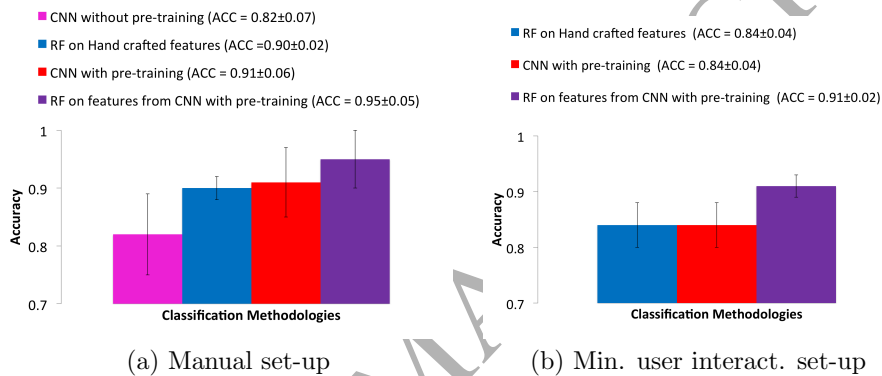 CNN without pre-training (ACC = 0.82±0.07)
RF on Hand crafted features (ACC =0.90±0.02)
CNN with pre-training (ACC = 0.91±0.06)
RF on features from CNN with pre-training (ACC = 0.95±0.05)
1
0.9
0.8
0.7
Accuracy
Classification Methodologies
(a) Manual set-up
RF on Hand crafted features (ACC = 0.84±0.04)
CNN with pre-training (ACC = 0.84±0.04)
RF on features from CNN with pre-training (ACC = 0.91±0.02)
1
0.9
0.8
0.7
Accuracy
Classification Methodologies
(b) Min. user interact. set-up